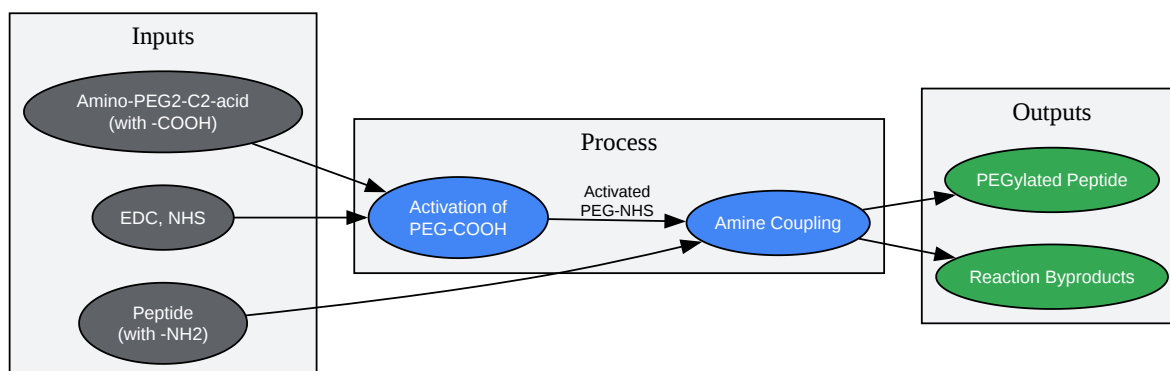 Inputs
Amino-PEG2-C2-acid
(with -COOH)
EDC, NHS
Peptide
(with -NH2)
Process
Activation of
PEG-COOH
Activated
PEG-NHS
Amine Coupling
Outputs
PEGylated Peptide
Reaction Byproducts